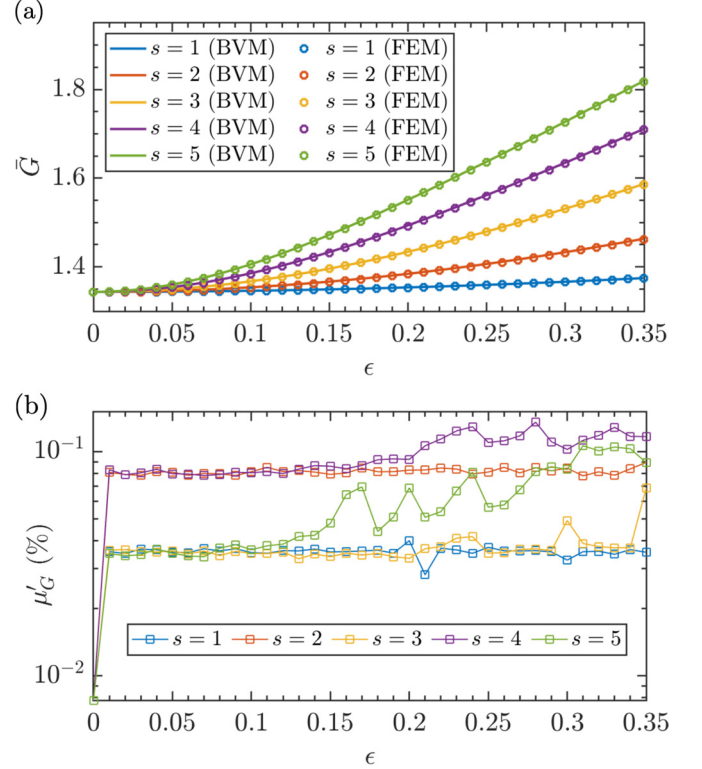 (a)
s = 1 (BVM) s = 1 (FEM)
s = 2 (BVM) s = 2 (FEM)
s = 3 (BVM) s = 3 (FEM)
s = 4 (BVM) s = 4 (FEM)
s = 5 (BVM) s = 5 (FEM)
1.8
1.6
1.4
Ḡ
0 0.05 0.1 0.15 0.2 0.25 0.3 0.35
ϵ
(b)
10⁻¹
10⁻²
μ′_G (%)
s = 1 s = 2 s = 3 s = 4 s = 5
0 0.05 0.1 0.15 0.2 0.25 0.3 0.35
ϵ